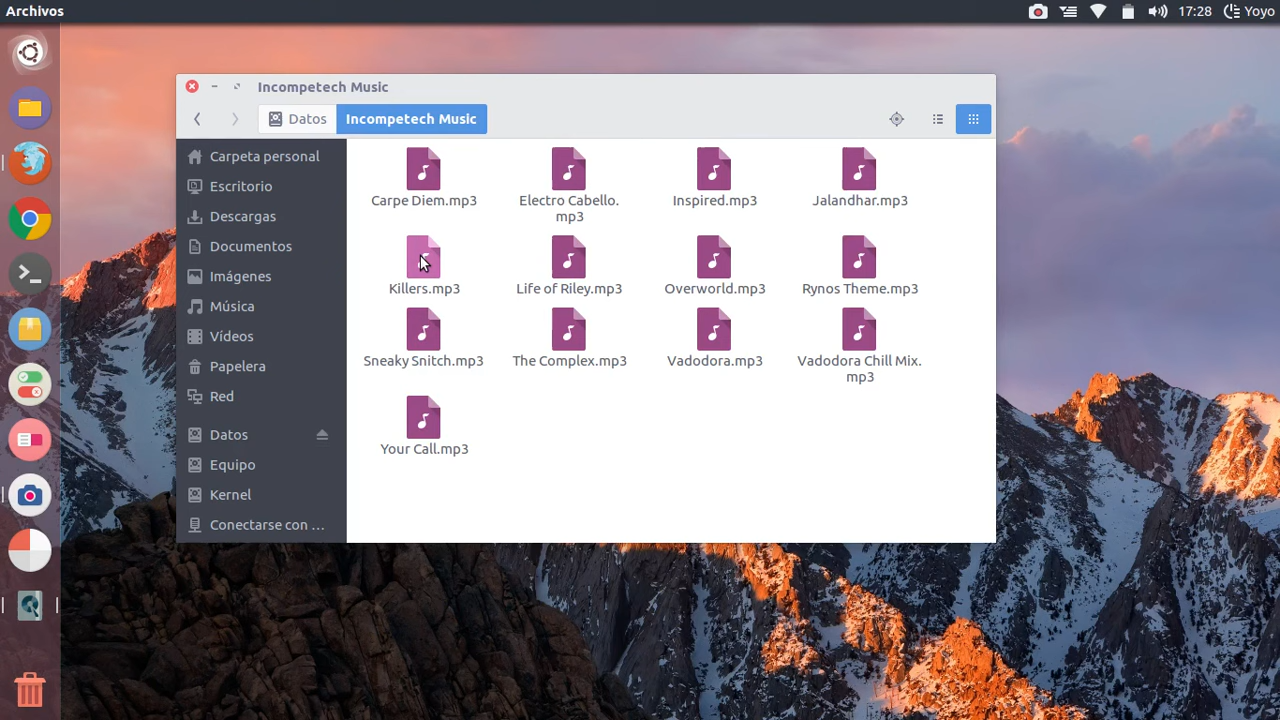 Archivos
17:28
Yoyo
Incompetech Music
Datos
Incompetech Music
Carpeta personal
Escritorio
Descargas
Documentos
Imágenes
Música
Vídeos
Papelera
Red
Datos
Equipo
Kernel
Conectarse con ...
Carpe Diem.mp3
Electro Cabello.
mp3
Inspired.mp3
Jalandhar.mp3
Killers.mp3
Life of Riley.mp3
Overworld.mp3
Rynos Theme.mp3
Sneaky Snitch.mp3
The Complex.mp3
Vadodora.mp3
Vadodora Chill Mix.
mp3
Your Call.mp3